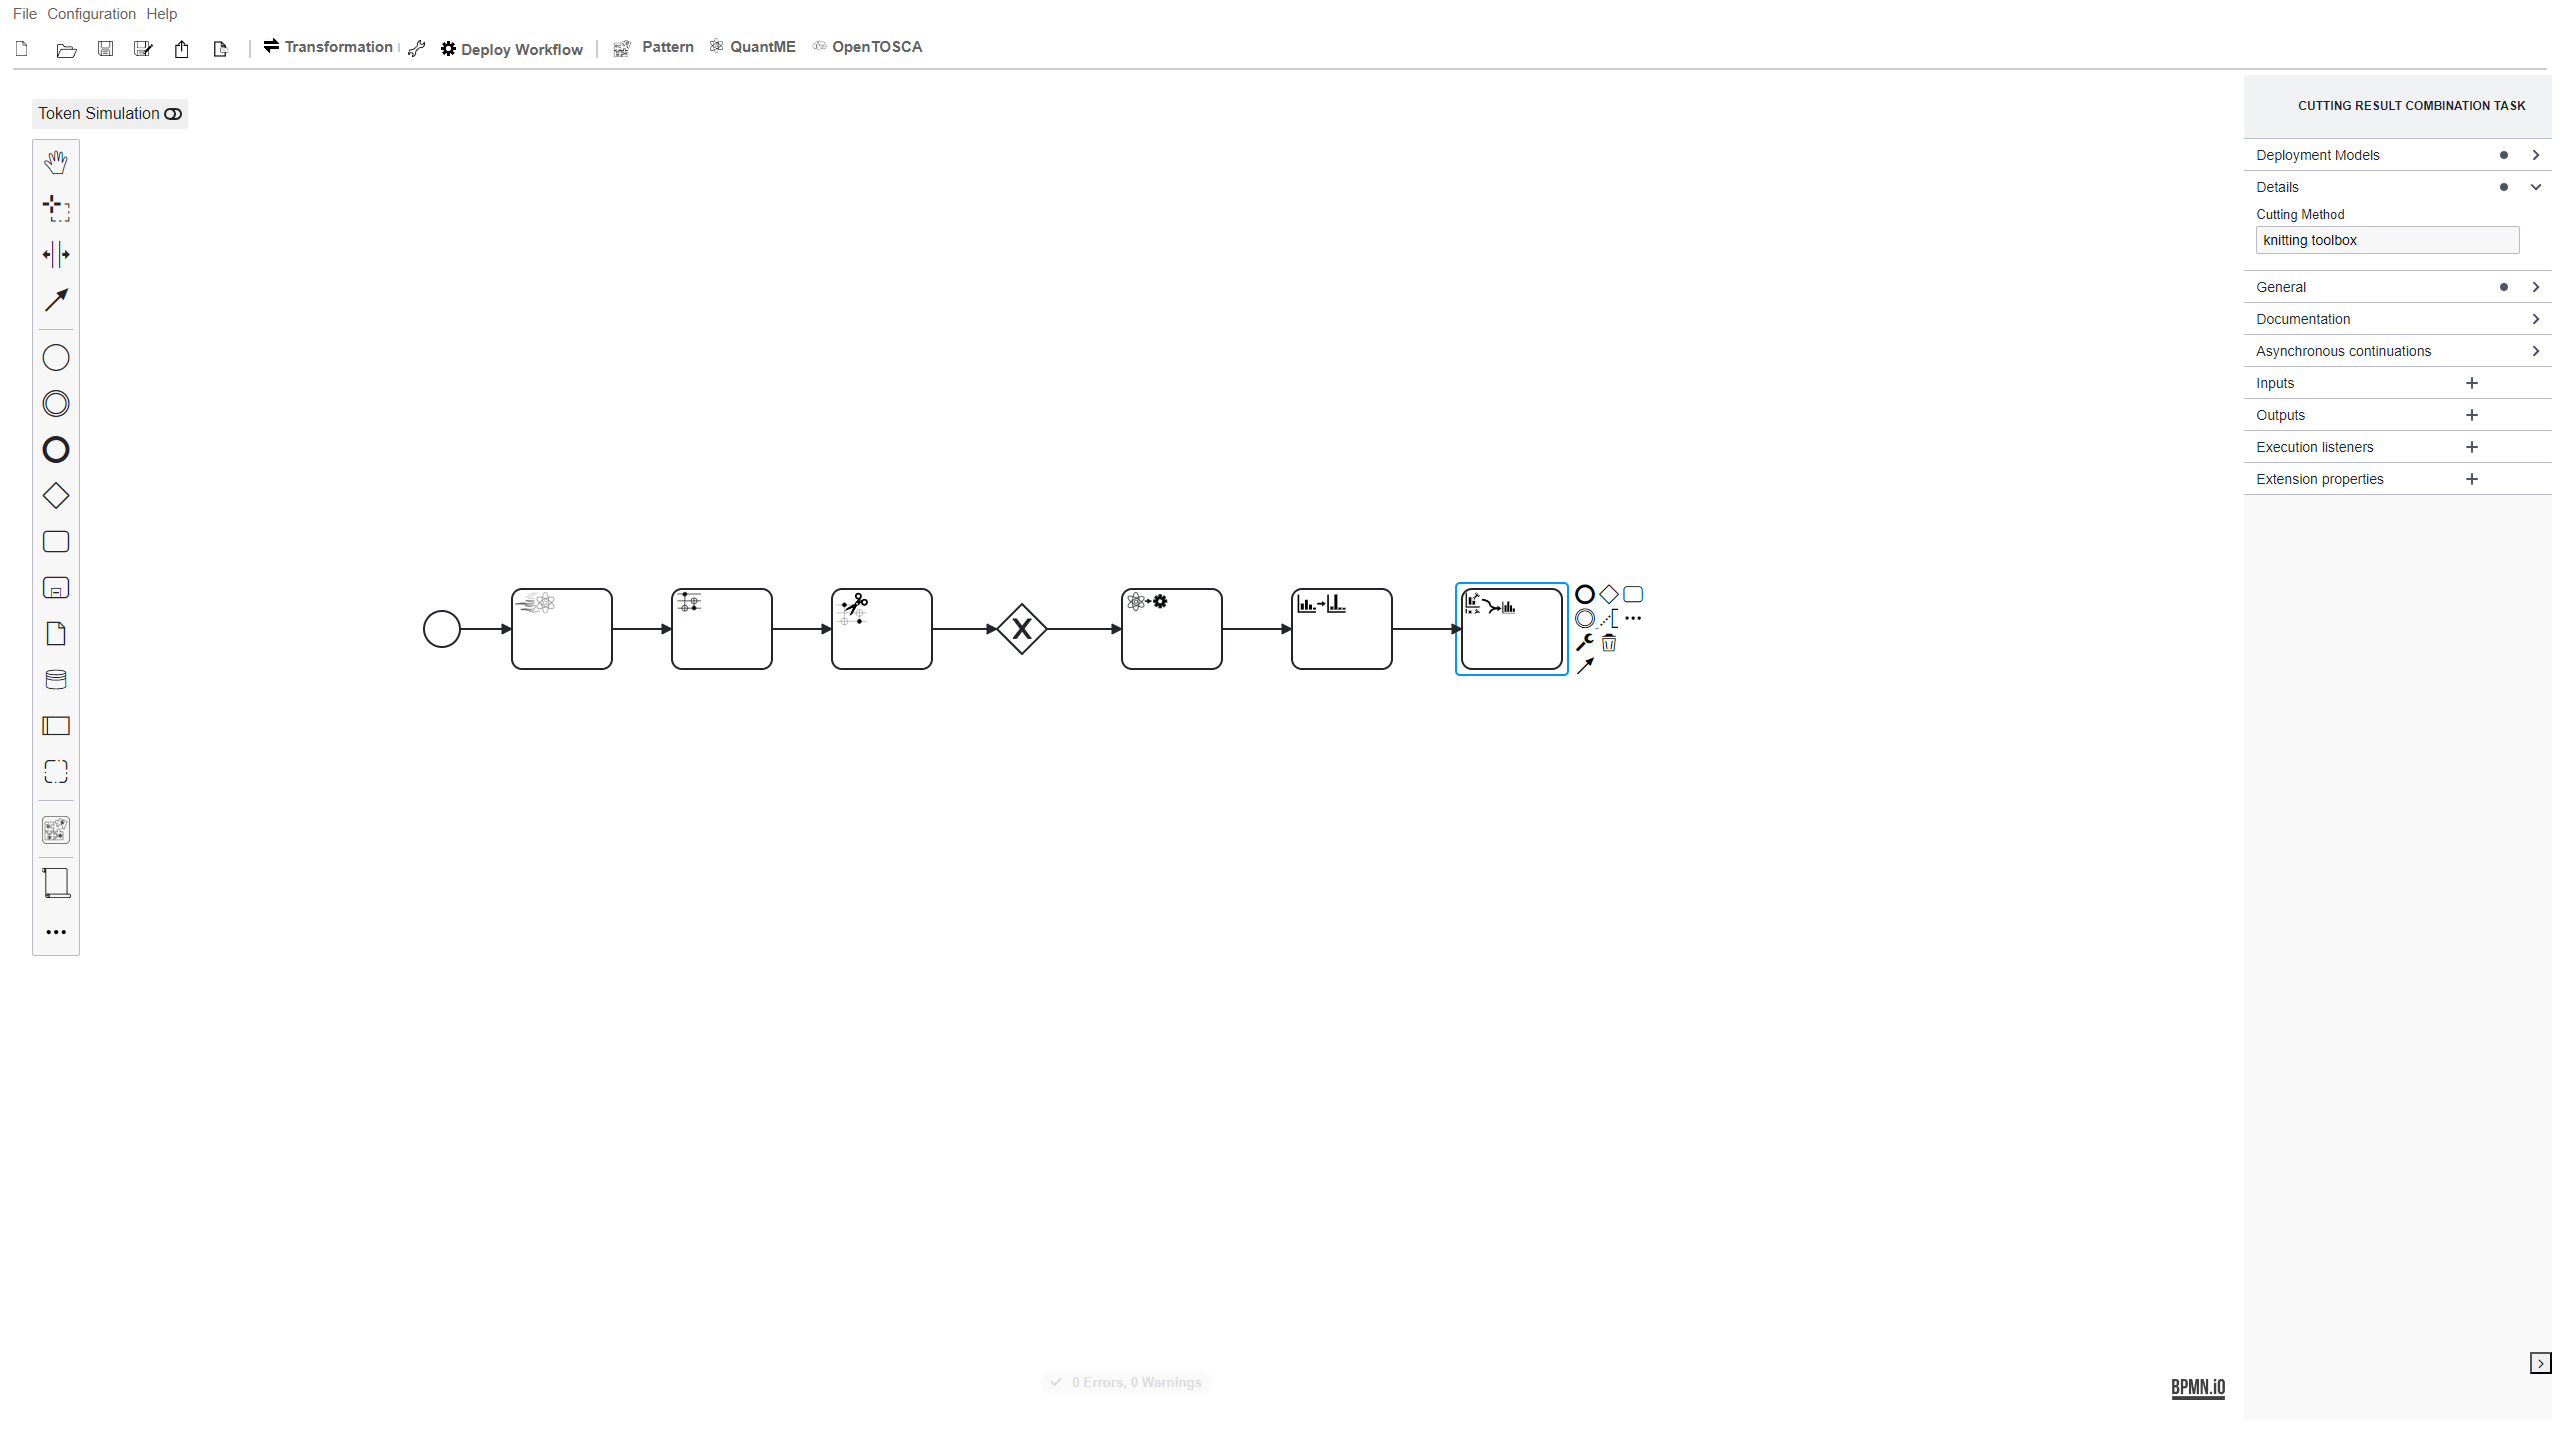 File Configuration Help
Transformation Deploy Workflow Pattern QuantME OpenTOSCA
Token Simulation
CUTTING RESULT COMBINATION TASK
Deployment Models
Details
Cutting Method
knitting toolbox
General
Documentation
Asynchronous continuations
Inputs
Outputs
Execution listeners
Extension properties
0 Errors, 0 Warnings
BPMN.iO